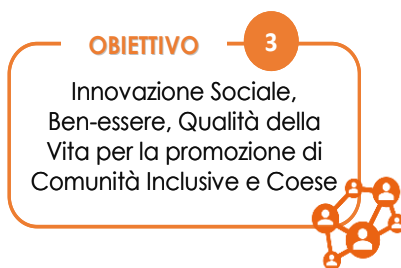 OBIETTIVO 3
Innovazione Sociale,
Ben-essere, Qualità della
Vita per la promozione di
Comunità Inclusive e Coese